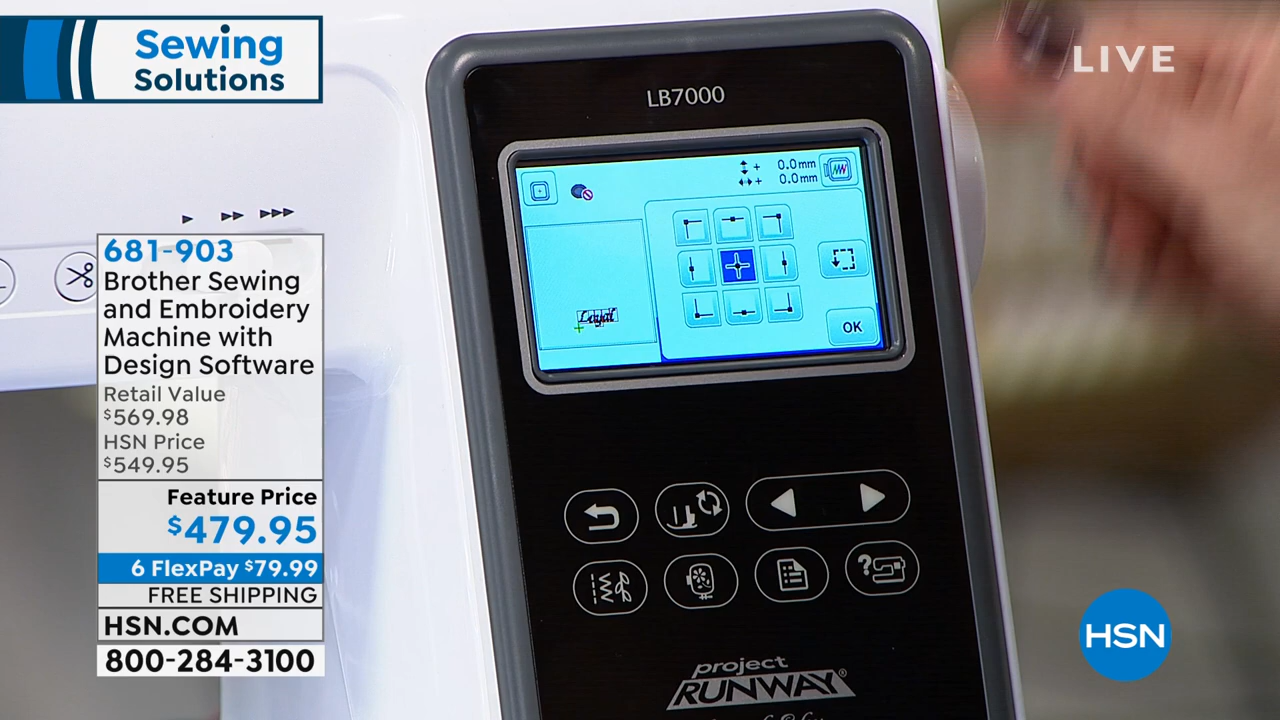 Sewing
Solutions
LIVE
LB7000
0.0mm
0.0mm
OK
681-903
Brother Sewing
and Embroidery
Machine with
Design Software
Retail Value
$569.98
HSN Price
$549.95
Feature Price
$479.95
6 FlexPay $79.99
FREE SHIPPING
HSN.COM
800-284-3100
project
RUNWAY®
HSN